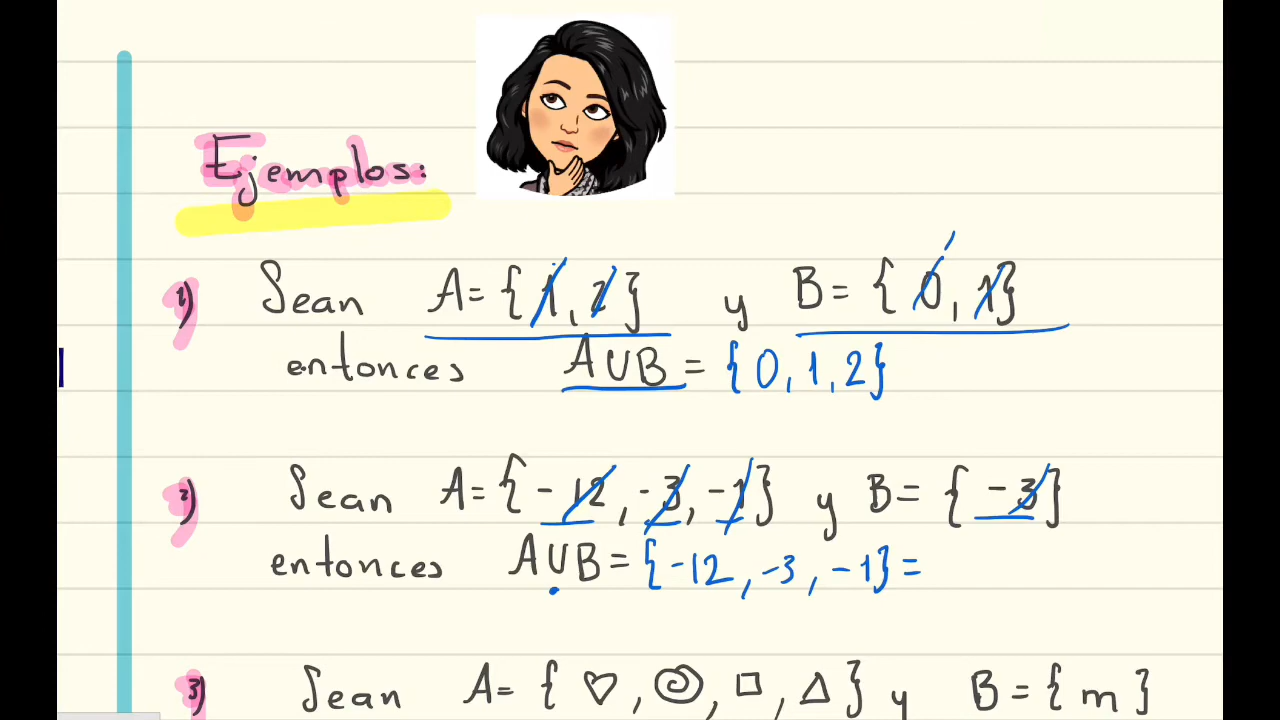 Ejemplos:
1) Sean A = { 1, 2 } y B = { 0, 1 }
entonces A∪B = { 0, 1, 2 }
2) Sean A = { -12, -3, -1 } y B = { -3 }
entonces A∪B = { -12, -3, -1 } =
3) Sean A = { ♡, ◎, □, △ } y B = { m }